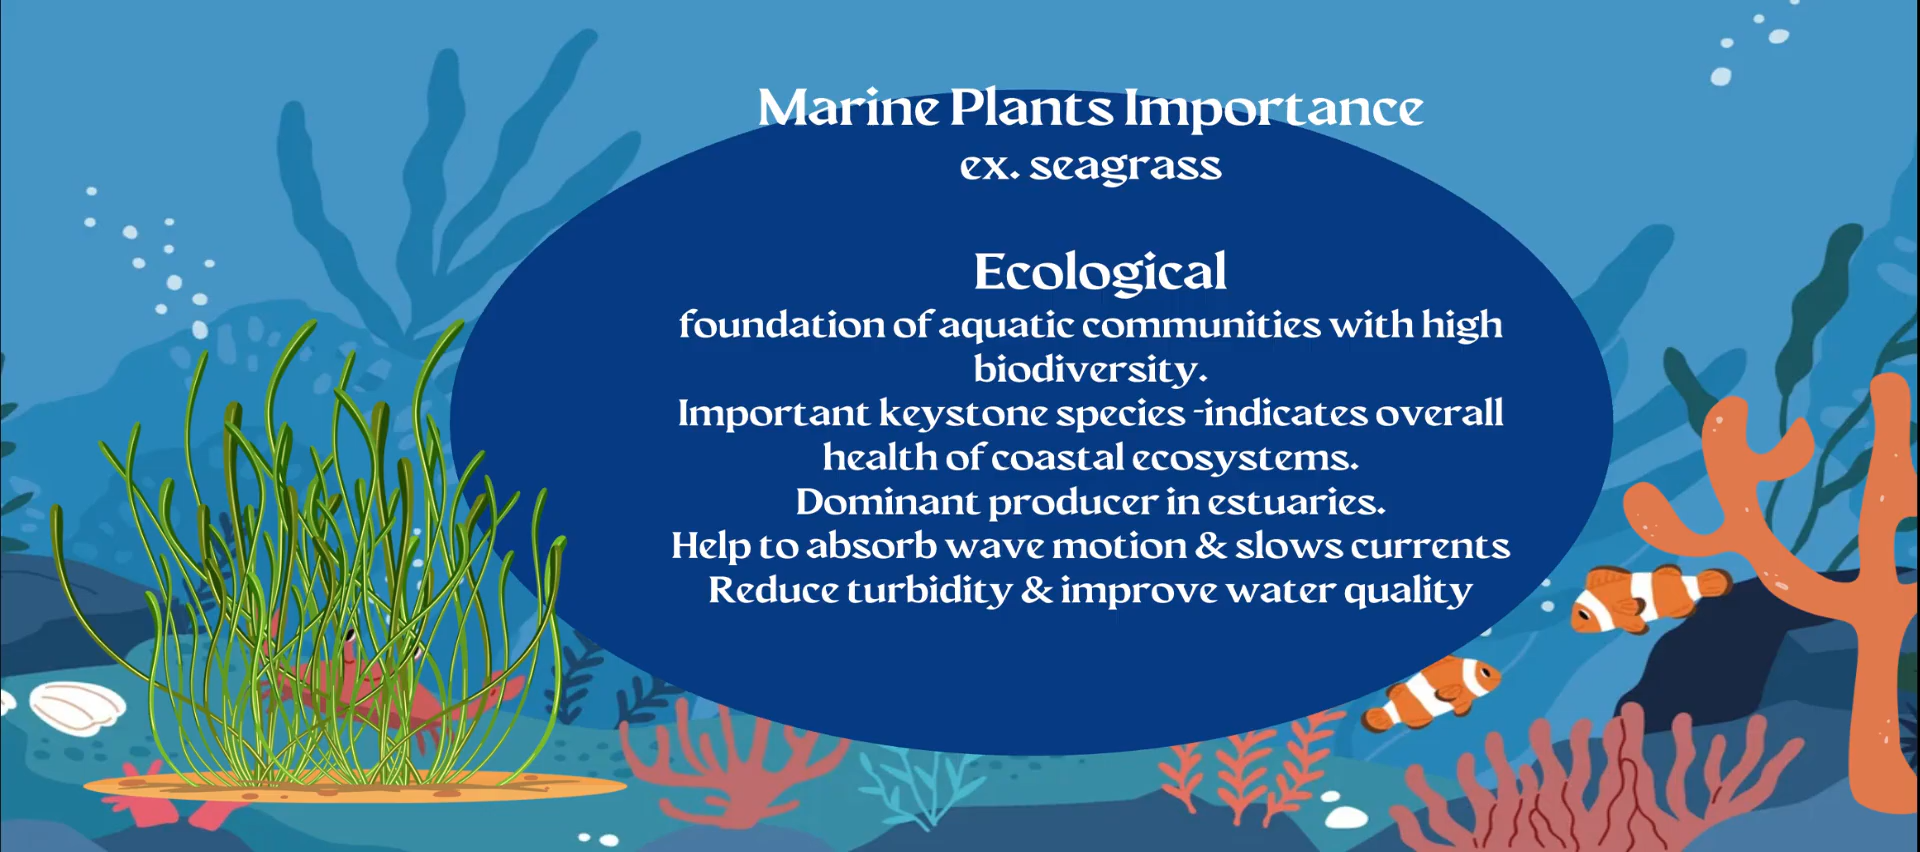 Marine Plants Importance
ex. seagrass
Ecological
foundation of aquatic communities with high
biodiversity.
Important keystone species -indicates overall
health of coastal ecosystems.
Dominant producer in estuaries.
Help to absorb wave motion & slows currents
Reduce turbidity & improve water quality